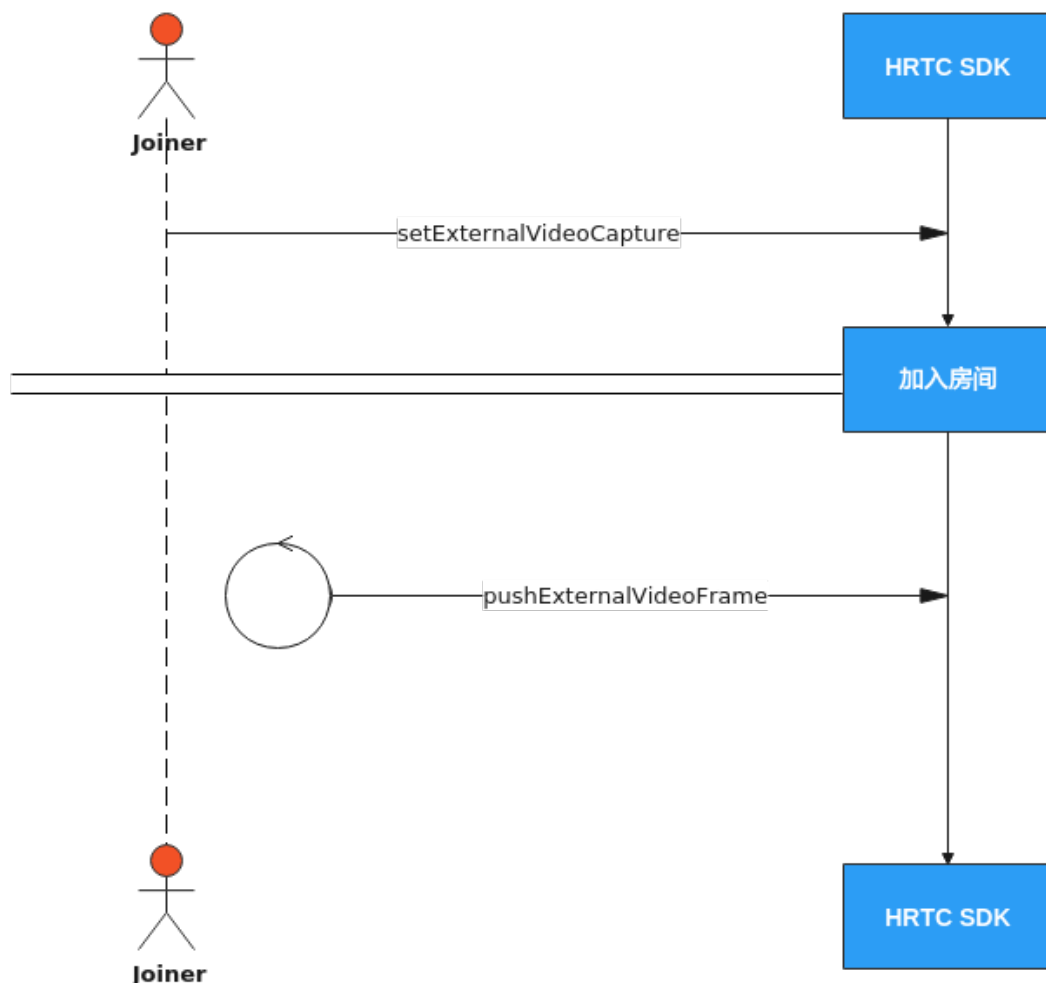 HRTC SDK
Joiner
setExternalVideoCapture
加入房间
pushExternalVideoFrame
HRTC SDK
Joiner